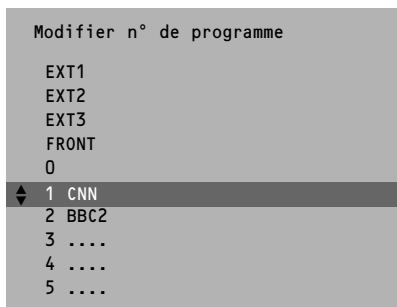 Modifier n° de programme
EXT1
EXT2
EXT3
FRONT
0
1 CNN
2 BBC2
3 ....
4 ....
5 ....